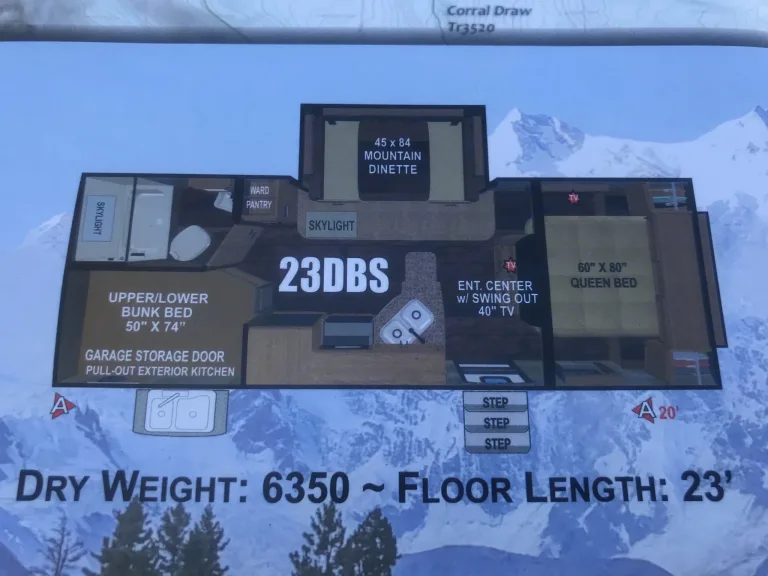 Corral Draw
Tr3520
45 x 84
MOUNTAIN
DINETTE
WARD
PANTRY
SKYLIGHT
SKYLIGHT
TV
TV
23DBS
60" X 80"
QUEEN BED
ENT. CENTER
w/ SWING OUT
40" TV
UPPER/LOWER
BUNK BED
50" X 74"
GARAGE STORAGE DOOR
PULL-OUT EXTERIOR KITCHEN
A
STEP
STEP
STEP
A 20'
DRY WEIGHT: 6350 ~ FLOOR LENGTH: 23'